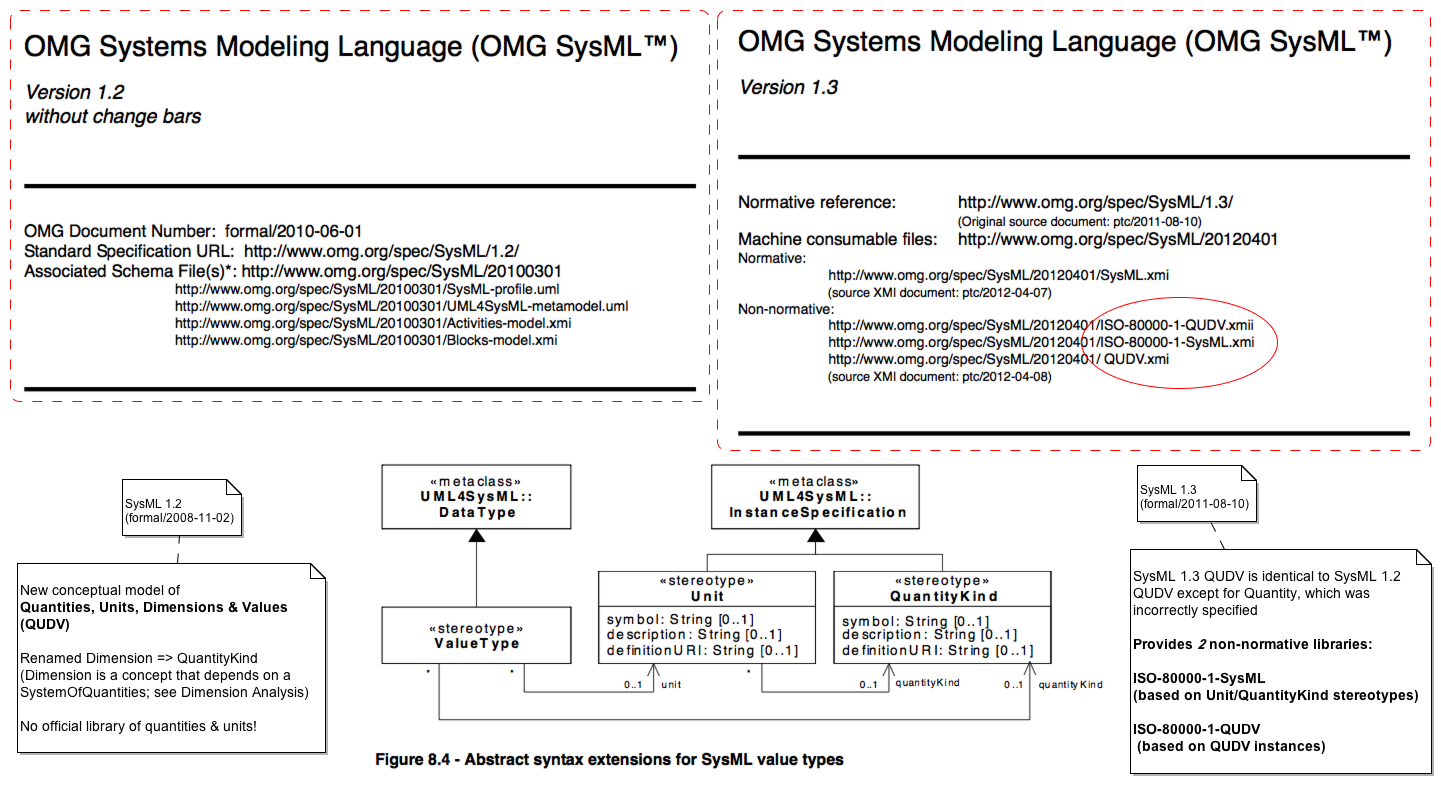 OMG Systems Modeling Language (OMG SysML™)
Version 1.2
without change bars
OMG Document Number: formal/2010-06-01
Standard Specification URL: http://www.omg.org/spec/SysML/1.2/
Associated Schema File(s)*: http://www.omg.org/spec/SysML/20100301
http://www.omg.org/spec/SysML/20100301/SysML-profile.uml
http://www.omg.org/spec/SysML/20100301/UML4SysML-metamodel.uml
http://www.omg.org/spec/SysML/20100301/Activities-model.xmi
http://www.omg.org/spec/SysML/20100301/Blocks-model.xmi
OMG Systems Modeling Language (OMG SysML™)
Version 1.3
Normative reference: http://www.omg.org/spec/SysML/1.3/
(Original source document: ptc/2011-08-10)
Machine consumable files: http://www.omg.org/spec/SysML/20120401
Normative:
http://www.omg.org/spec/SysML/20120401/SysML.xmi
(source XMI document: ptc/2012-04-07)
Non-normative:
http://www.omg.org/spec/SysML/20120401/ISO-80000-1-QUDV.xmii
http://www.omg.org/spec/SysML/20120401/ISO-80000-1-SysML.xmi
http://www.omg.org/spec/SysML/20120401/ QUDV.xmi
(source XMI document: ptc/2012-04-08)
SysML 1.2
(formal/2008-11-02)
New conceptual model of
Quantities, Units, Dimensions & Values
(QUDV)
Renamed Dimension => QuantityKind
(Dimension is a concept that depends on a
SystemOfQuantities; see Dimension Analysis)
No official library of quantities & units!
«metaclass»
UML4SysML::
DataType
«metaclass»
UML4SysML::
InstanceSpecification
«stereotype»
ValueType
«stereotype»
Unit
symbol: String [0..1]
description: String [0..1]
definitionURI: String [0..1]
«stereotype»
QuantityKind
symbol: String [0..1]
description: String [0..1]
definitionURI: String [0..1]
*
*
0..1 unit
*
0..1 quantityKind
0..1 quantityKind
Figure 8.4 - Abstract syntax extensions for SysML value types
SysML 1.3
(formal/2011-08-10)
SysML 1.3 QUDV is identical to SysML 1.2
QUDV except for Quantity, which was
incorrectly specified
Provides 2 non-normative libraries:
ISO-80000-1-SysML
(based on Unit/QuantityKind stereotypes)
ISO-80000-1-QUDV
(based on QUDV instances)